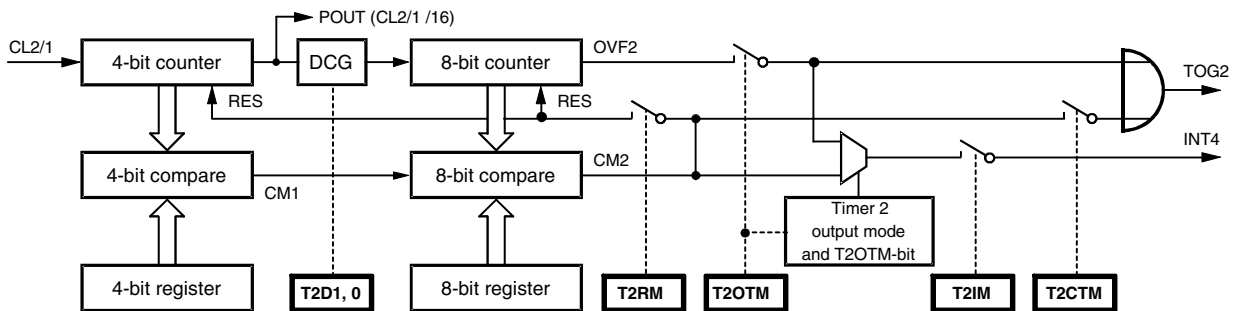 POUT (CL2/1 /16)
CL2/1
4-bit counter
DCG
8-bit counter
OVF2
TOG2
RES
RES
INT4
4-bit compare
CM1
8-bit compare
CM2
Timer 2
output mode
and T2OTM-bit
4-bit register
T2D1, 0
8-bit register
T2RM
T2OTM
T2IM
T2CTM